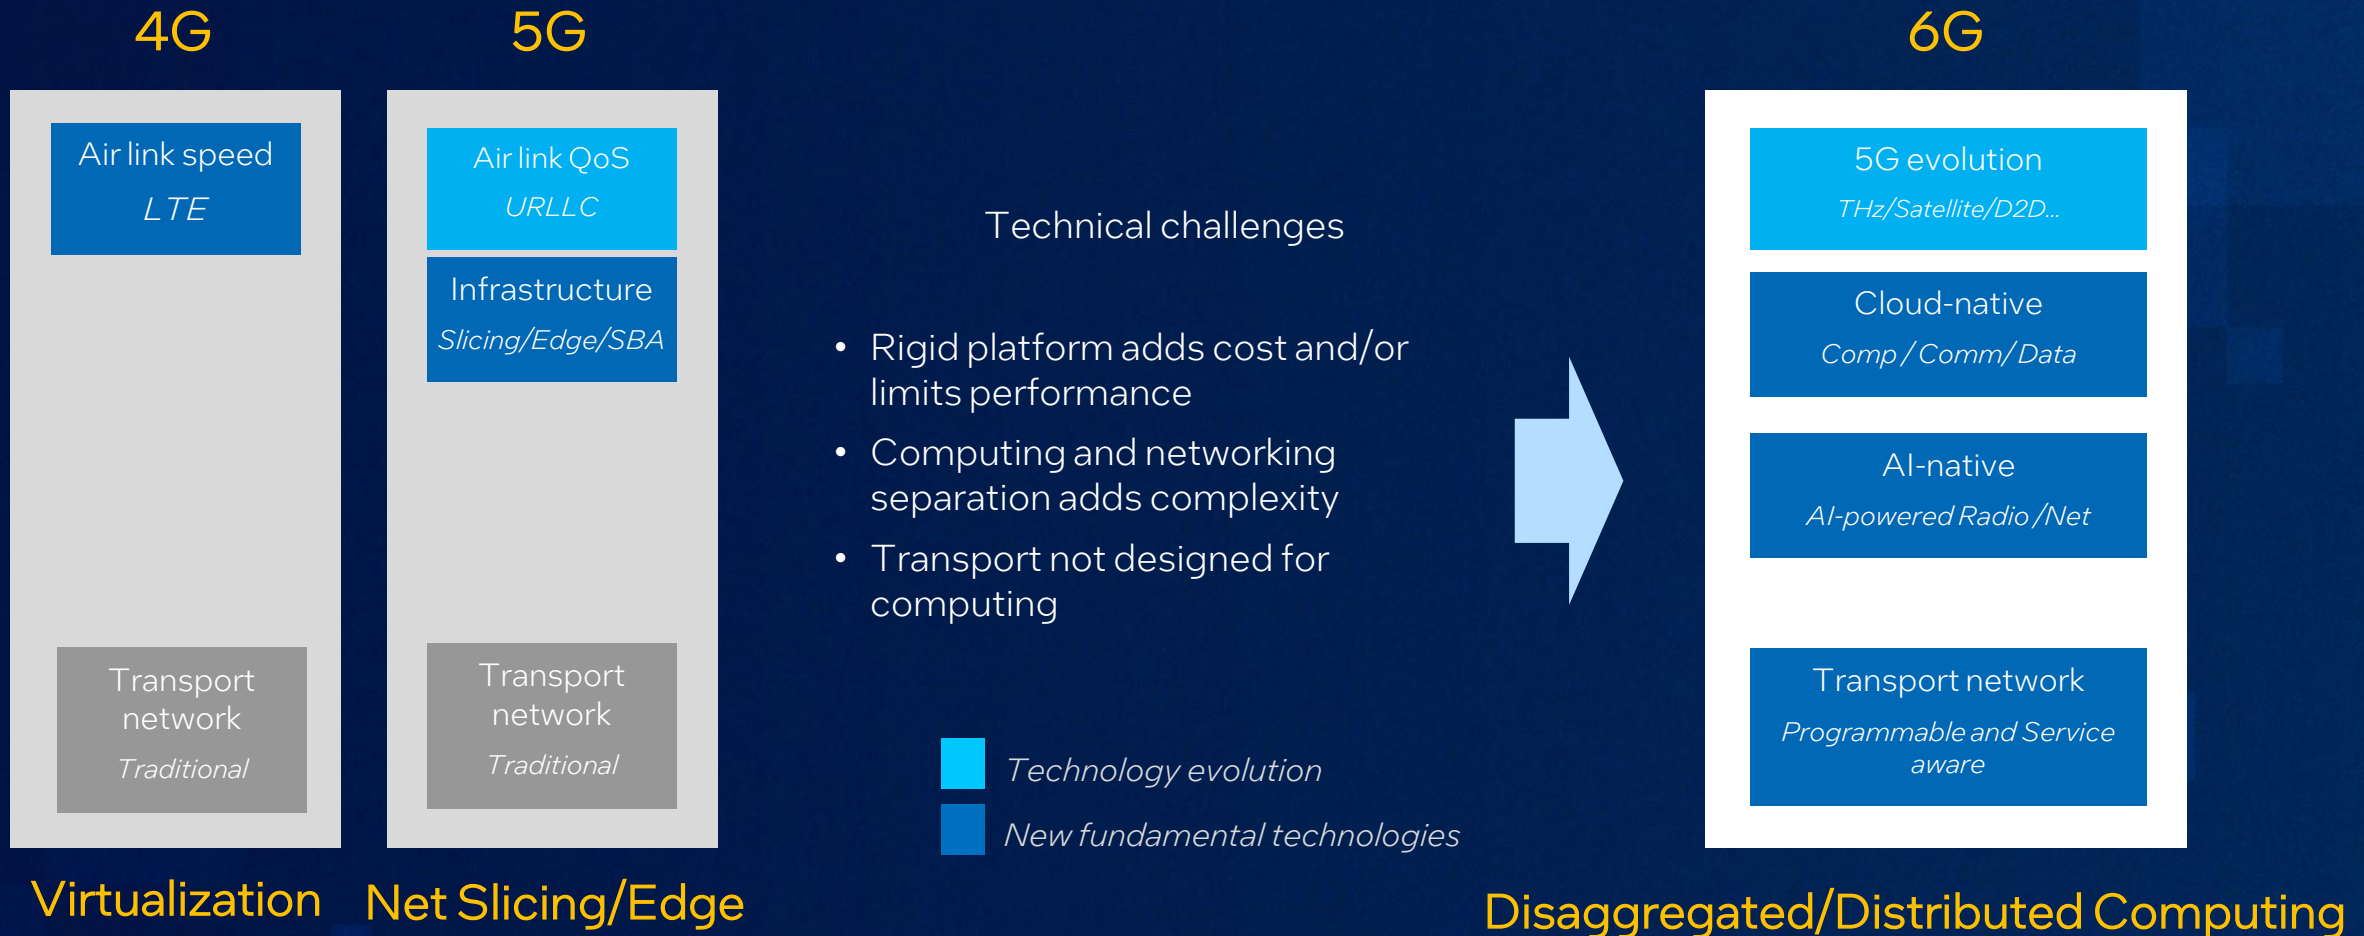 4G
5G
6G
Air link speed
LTE
Transport
network
Traditional
Virtualization
Air link QoS
URLLC
Infrastructure
Slicing/Edge/SBA
Transport
network
Traditional
Net Slicing/Edge
Technical challenges
• Rigid platform adds cost and/or
limits performance
• Computing and networking
separation adds complexity
• Transport not designed for
computing
Technology evolution
New fundamental technologies
5G evolution
THz/Satellite/D2D...
Cloud-native
Comp / Comm/ Data
AI-native
AI-powered Radio /Net
Transport network
Programmable and Service
aware
Disaggregated/Distributed Computing